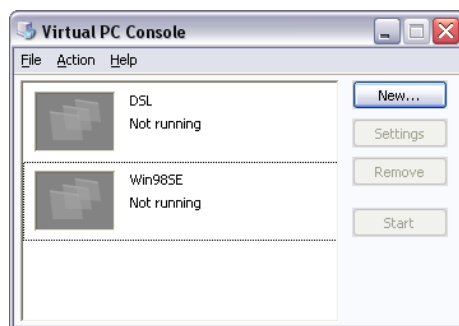 Virtual PC Console
File Action Help
DSL
Not running
Win98SE
Not running
New...
Settings
Remove
Start